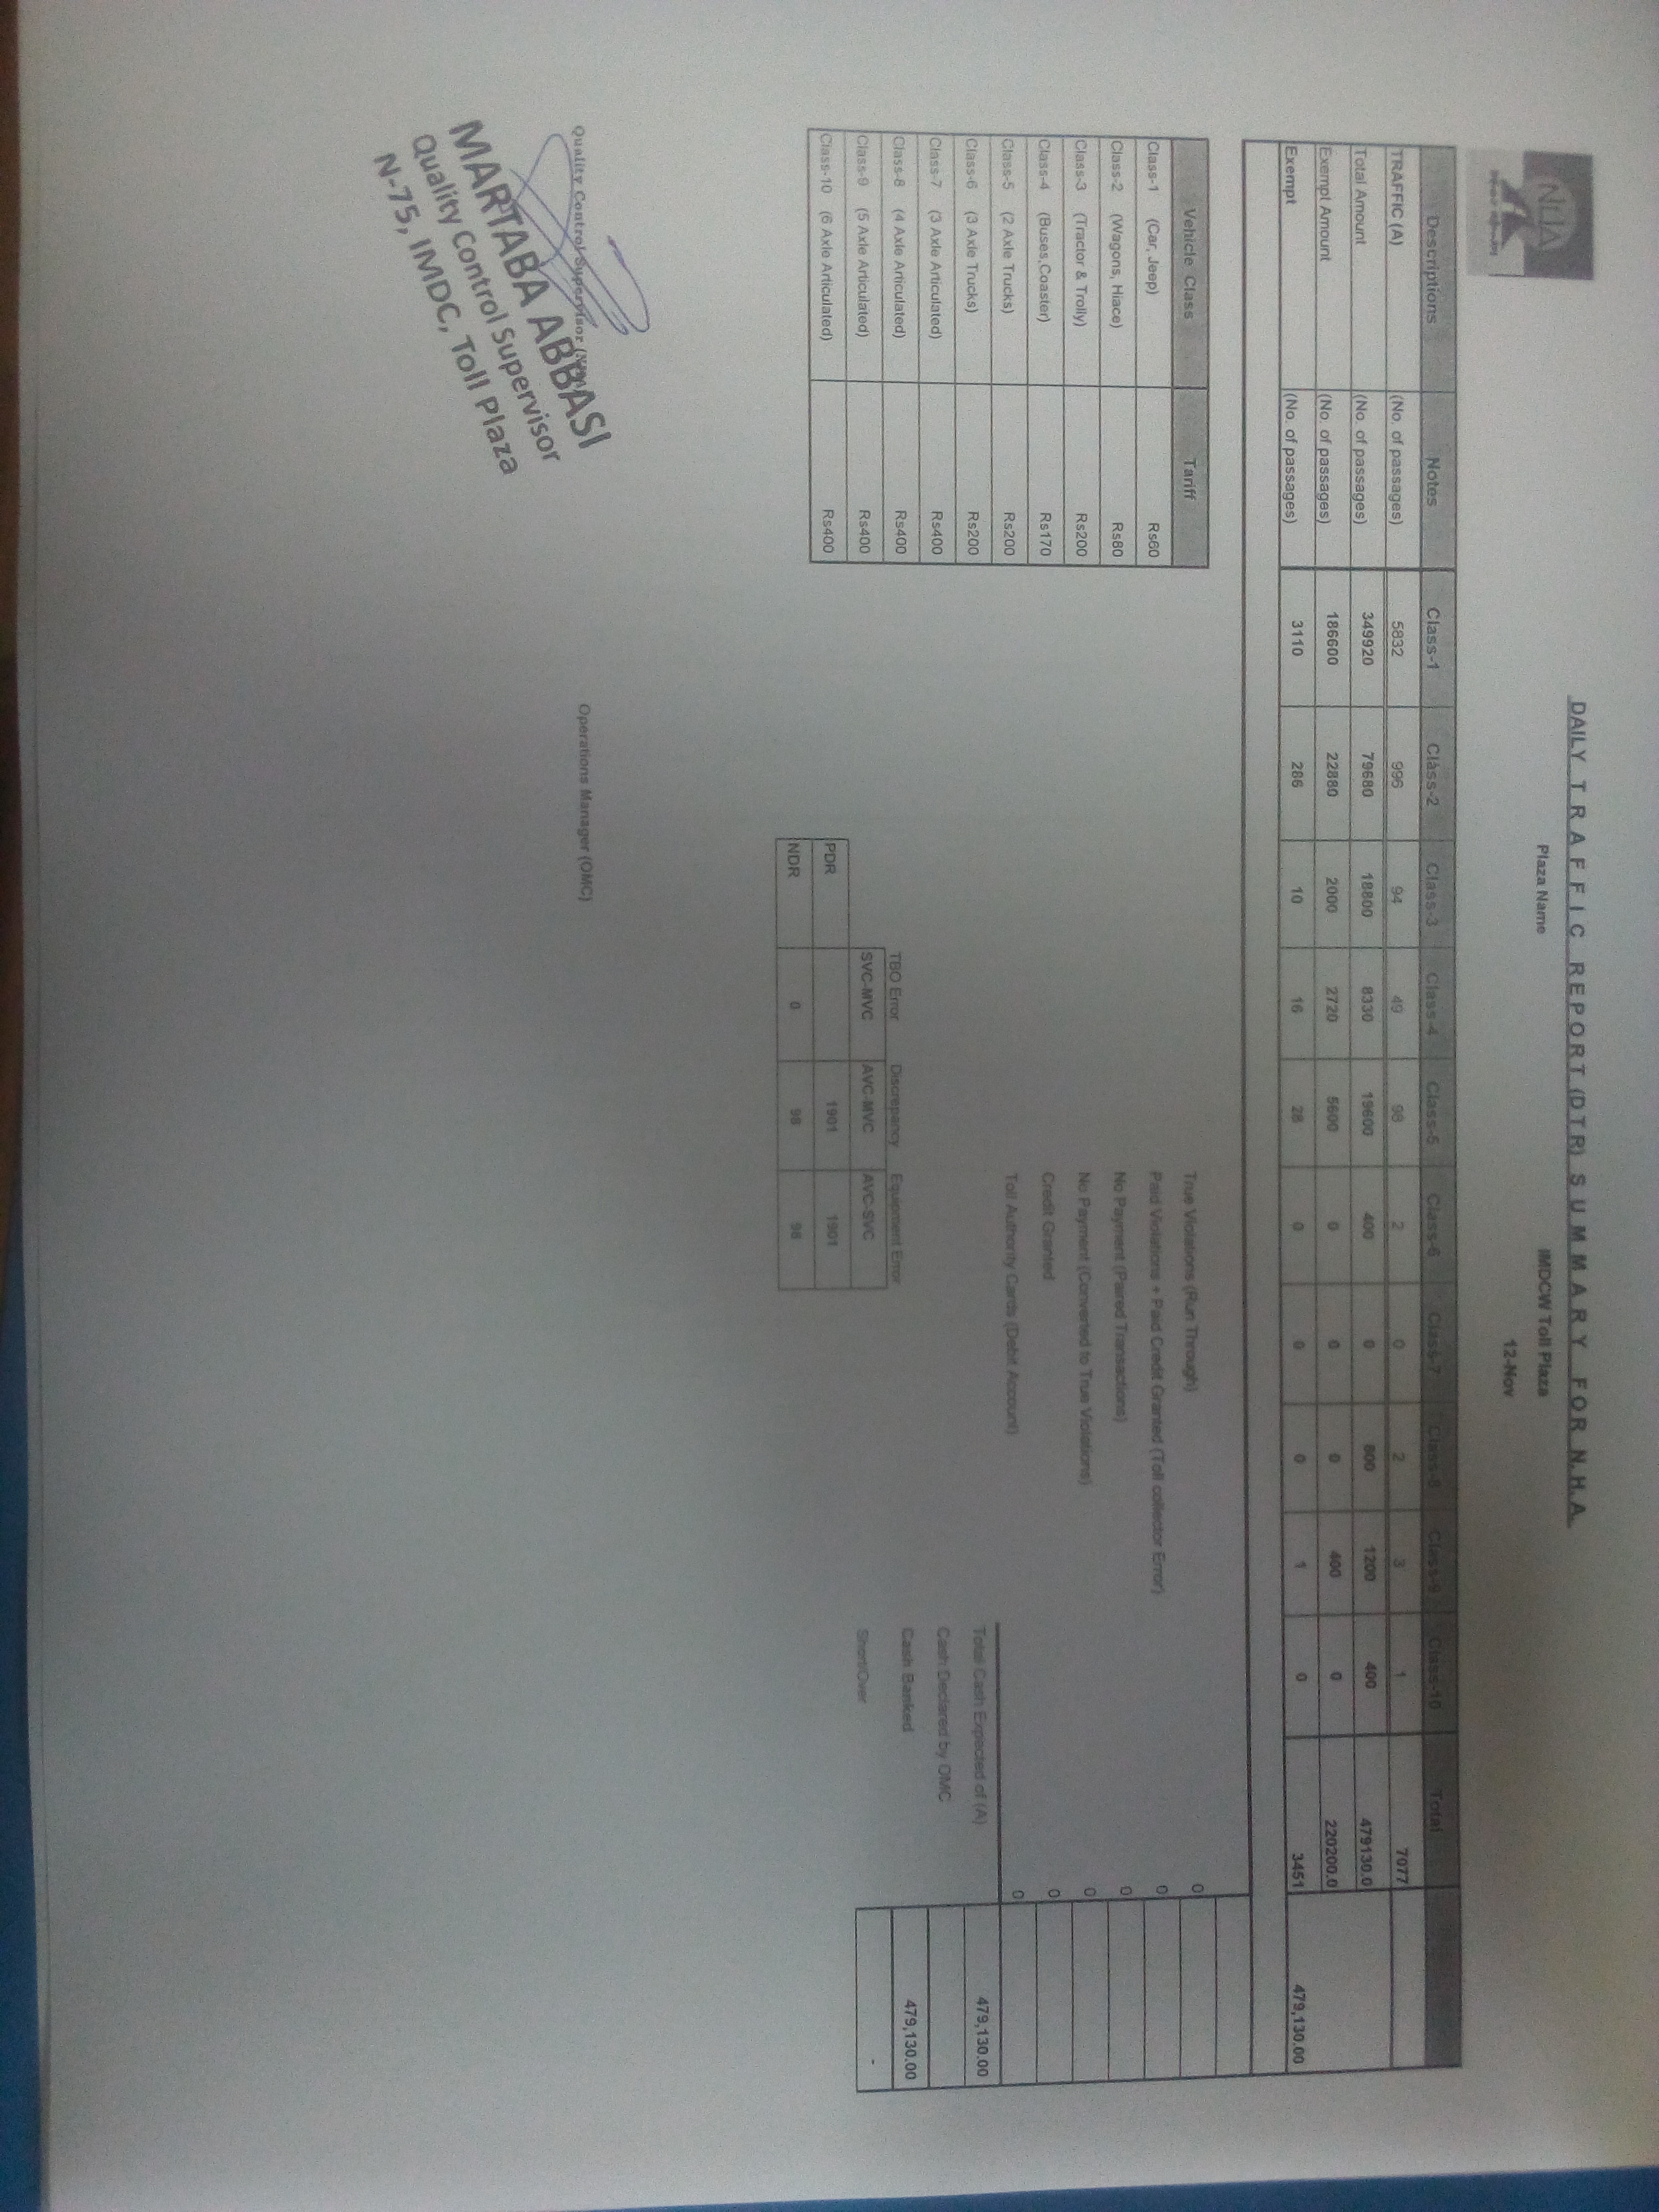 NHA
DAILY TRAFFIC REPORT (DTR) SUMMARY FOR N.H.A.
Plaza Name IMDCW Toll Plaza
12-Nov
Descriptions Notes Class-1 Class-2 Class-3 Class-4 Class-5 Class-6 Class-7 Class-8 Class-9 Class-10 Total
TRAFFIC (A) (No. of passages) 5832 996 94 49 98 2 0 2 3 1 7077
Total Amount (No. of passages) 349920 79680 18800 8330 19600 400 0 800 1200 400 479130.0
Exempt Amount (No. of passages) 186600 22880 2000 2720 5600 0 0 0 400 0 220200.0
Exempt (No. of passages) 3110 286 10 16 28 0 0 0 1 0 3451 479,130.00
Vehicle Class Tariff
Class-1 (Car, Jeep) Rs60
Class-2 (Wagons, Hiace) Rs80
Class-3 (Tractor & Trolly) Rs200
Class-4 (Buses,Coaster) Rs170
Class-5 (2 Axle Trucks) Rs200
Class-6 (3 Axle Trucks) Rs200
Class-7 (3 Axle Articulated) Rs400
Class-8 (4 Axle Articulated) Rs400
Class-9 (5 Axle Articulated) Rs400
Class-10 (6 Axle Articulated) Rs400
True Violations (Run Through) 0
Paid Violations + Paid Credit Granted (Toll collector Error) 0
No Payment (Paired Transactions) 0
No Payment (Converted to True Violations) 0
Credit Granted 0
Toll Authority Cards (Debit Account) 0
Total Cash Expected of (A) 479,130.00
Cash Declared by OMC
Cash Banked 479,130.00
Short/Over -
TBO Error Discrepancy Equipment Error
SVC-MVC AVC-MVC AVC-SVC
PDR 1901 1901
NDR 0 98 98
Quality Control Supervisor
Operations Manager (OMC)
MARTABA ABBASI
Quality Control Supervisor
N-75, IMDC, Toll Plaza